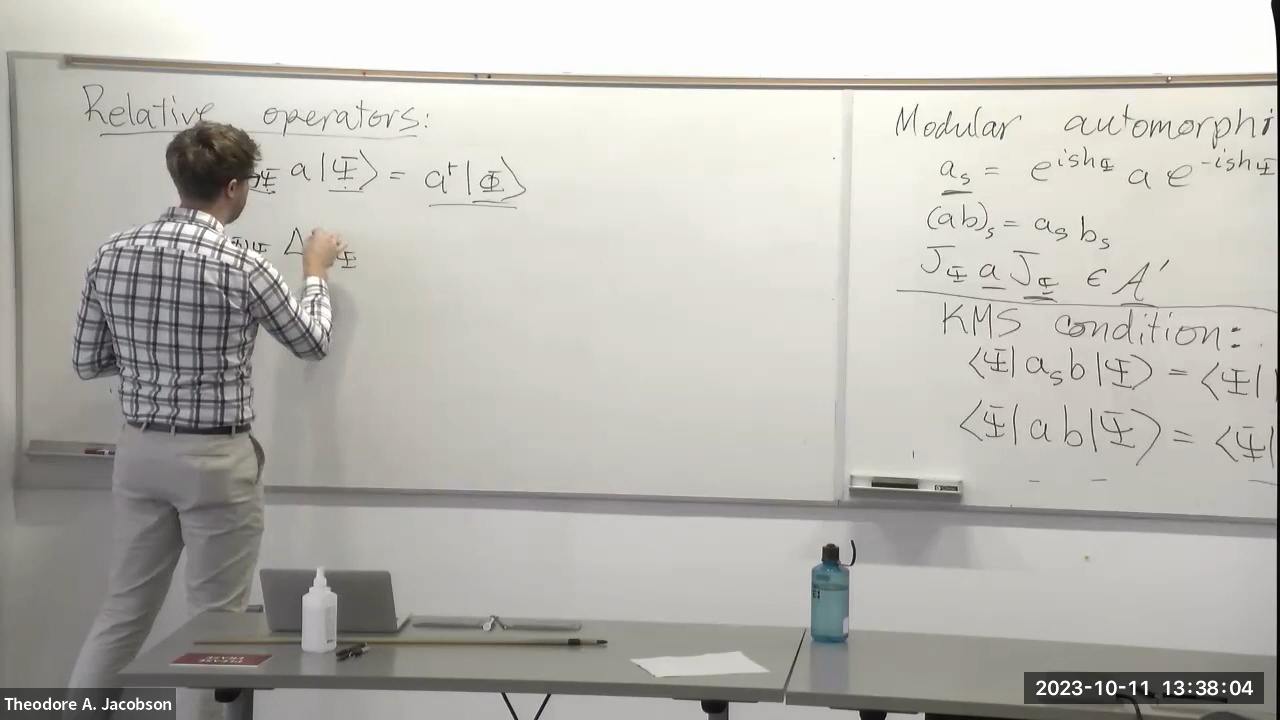 Relative operators:
Ψ a|Ψ⟩ = a†|Φ⟩
Ψ Δ Ψ
Modular automorphi
a_s = e^{ish_Ψ} a e^{-ish_Ψ}
(ab)_s = a_s b_s
J_Ψ a J_Ψ ∈ A′
KMS condition:
⟨Ψ|a_s b|Ψ⟩ = ⟨Ψ|
⟨Ψ|ab|Ψ⟩ = ⟨Ψ|
Theodore A. Jacobson
2023-10-11 13:38:04